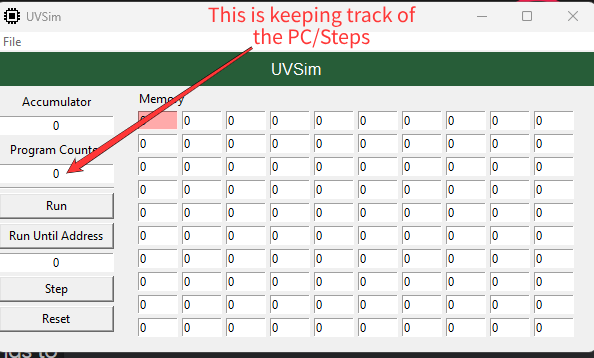 This is keeping track of
the PC/Steps
UVSim
File
UVSim
Accumulator
0
Program Counter
0
Run
Run Until Address
0
Step
Reset
Memory
0 0 0 0 0 0 0 0 0 0
0 0 0 0 0 0 0 0 0 0
0 0 0 0 0 0 0 0 0 0
0 0 0 0 0 0 0 0 0 0
0 0 0 0 0 0 0 0 0 0
0 0 0 0 0 0 0 0 0 0
0 0 0 0 0 0 0 0 0 0
0 0 0 0 0 0 0 0 0 0
0 0 0 0 0 0 0 0 0 0
0 0 0 0 0 0 0 0 0 0